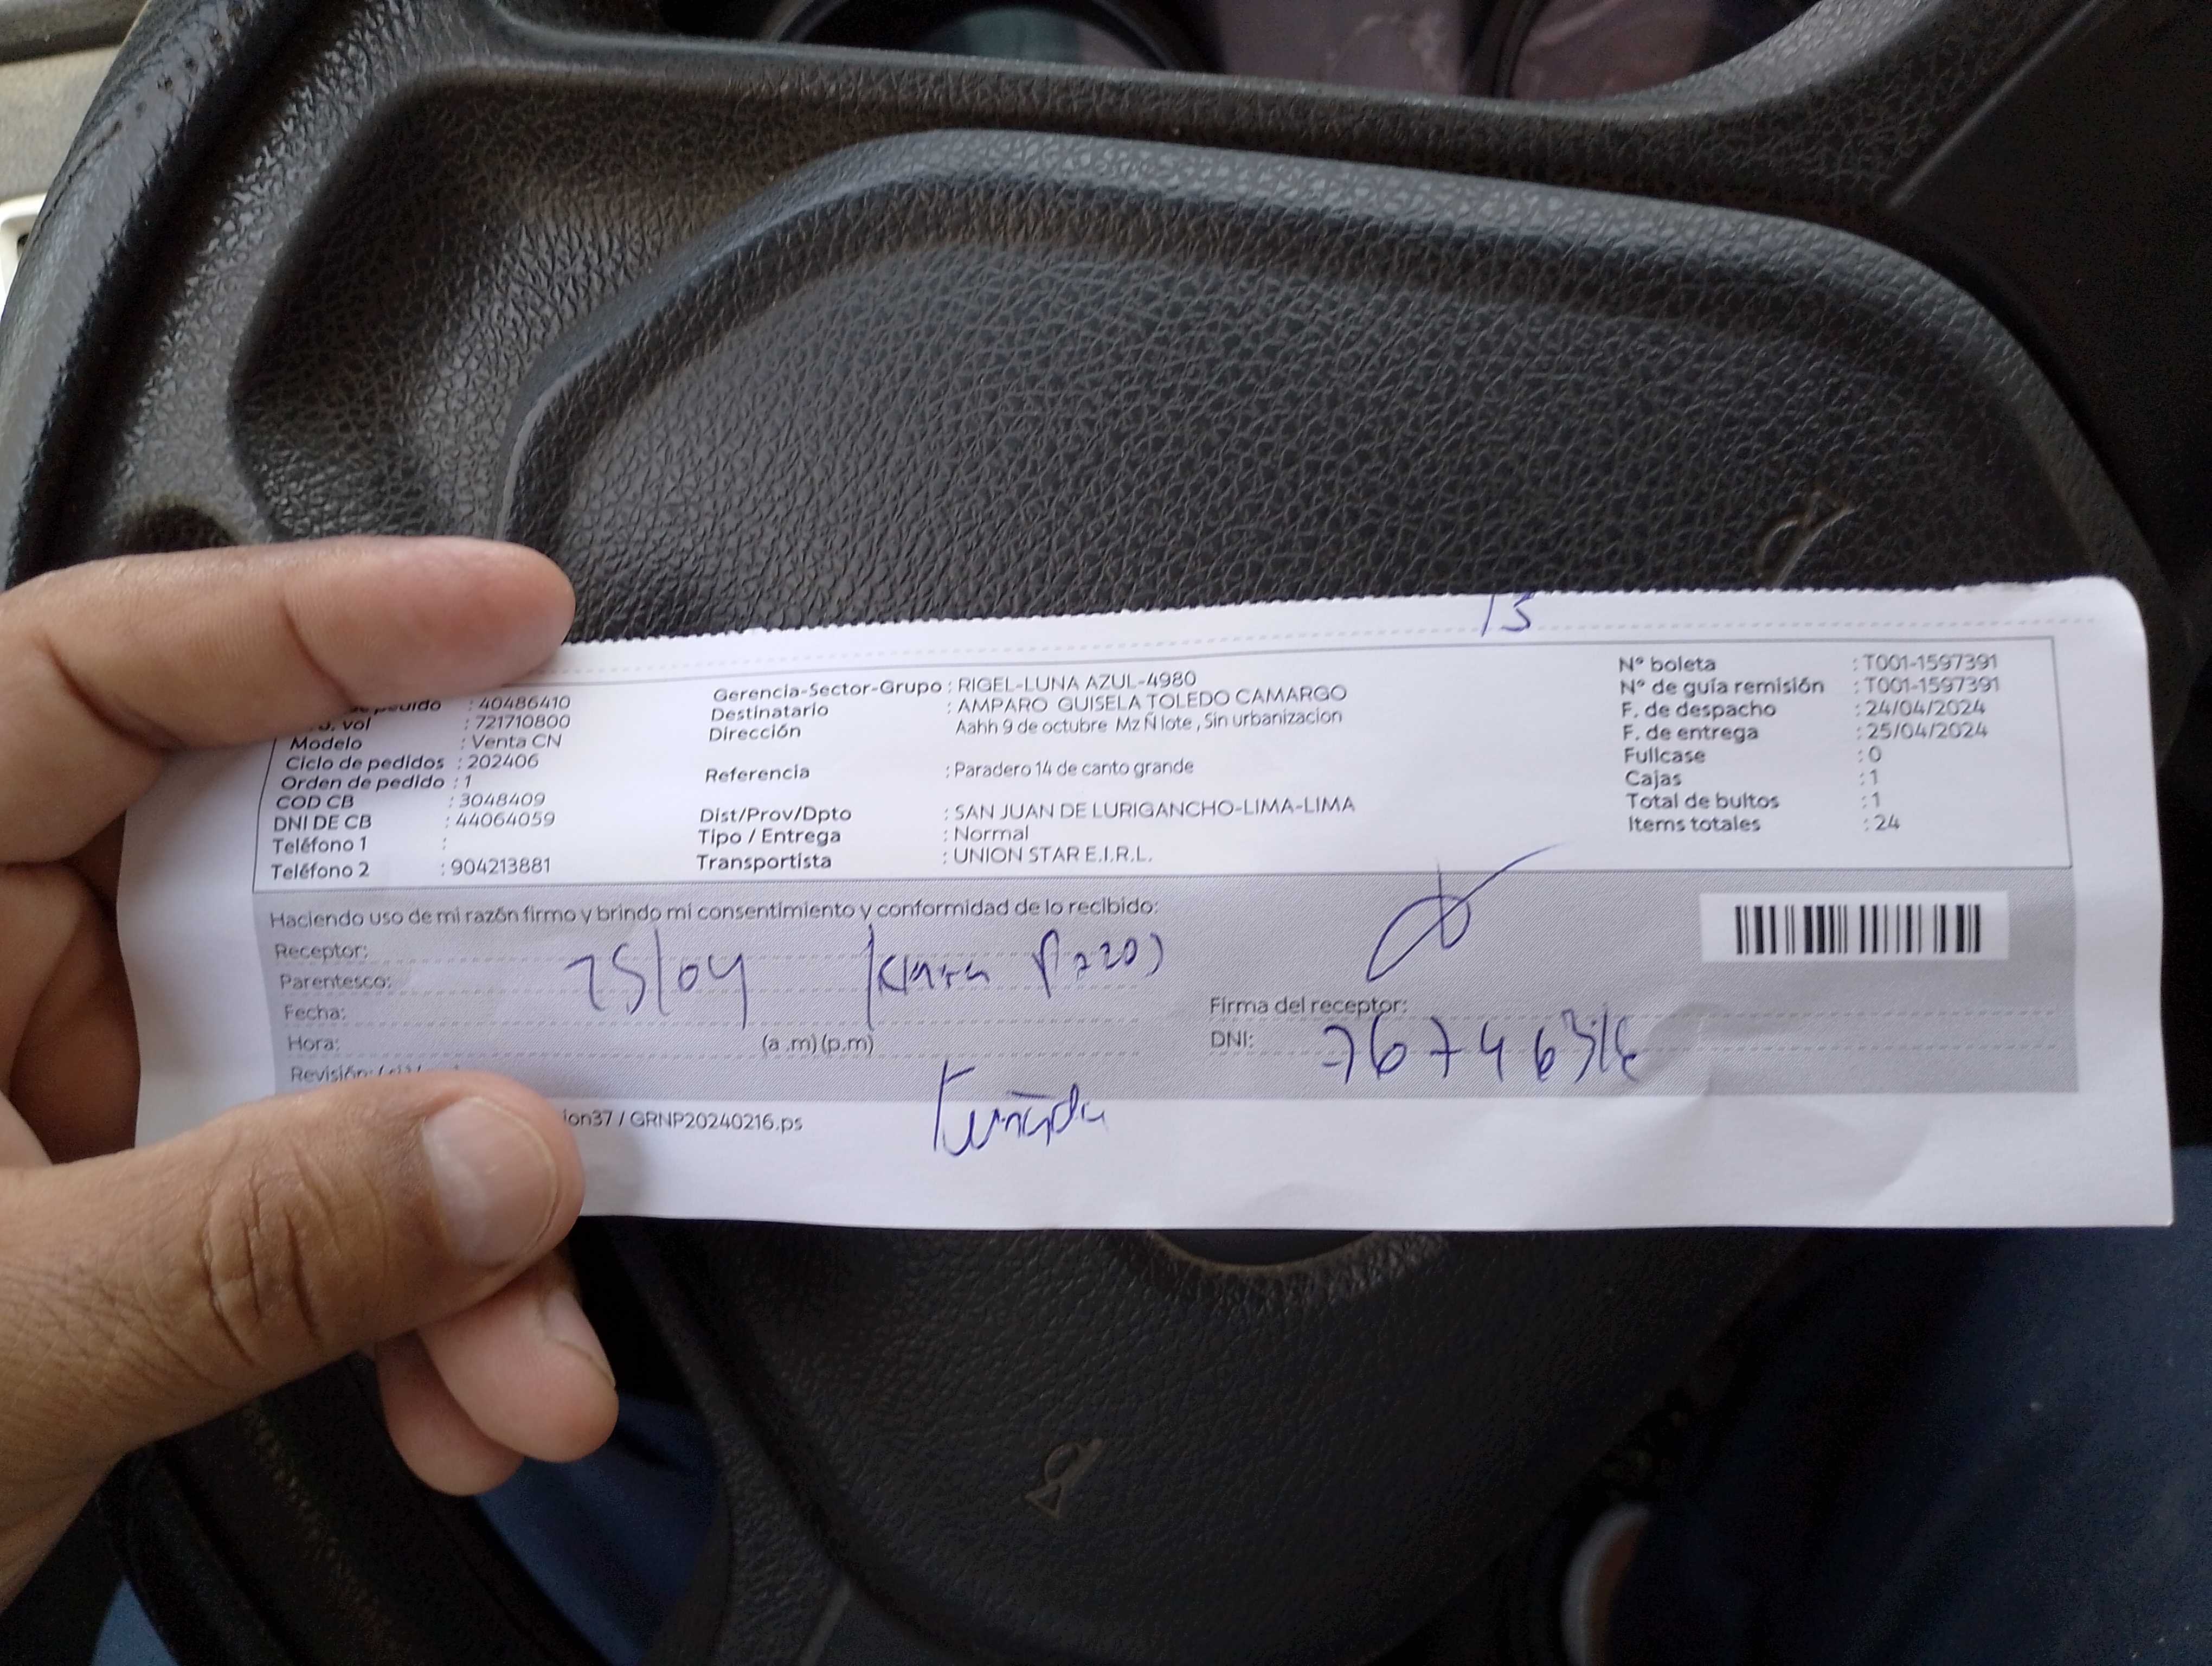 15
pedido : 40486410
vol : 721710800
Modelo : Venta CN
Ciclo de pedidos : 202406
Orden de pedido : 1
COD CB : 3048409
DNI DE CB : 44064059
Teléfono 1 :
Teléfono 2 : 904213881
Gerencia-Sector-Grupo : RIGEL-LUNA AZUL-4980
Destinatario : AMPARO GUISELA TOLEDO CAMARGO
Dirección Aahh 9 de octubre Mz Ñ lote , Sin urbanizacion
Referencia : Paradero 14 de canto grande
Dist/Prov/Dpto : SAN JUAN DE LURIGANCHO-LIMA-LIMA
Tipo / Entrega : Normal
Transportista : UNION STAR E.I.R.L.
N° boleta : T001-1597391
N° de guía remisión : T001-1597391
F. de despacho : 24/04/2024
F. de entrega : 25/04/2024
Fullcase : 0
Cajas : 1
Total de bultos : 1
Items totales : 24
Haciendo uso de mi razón firmo y brindo mi consentimiento y conformidad de lo recibido:
Receptor:
Parentesco:
25/04
Fecha:
Hora: (a .m) (p.m)
Revisión:
Firma del receptor:
DNI:
ion37 / GRNP20240216.ps